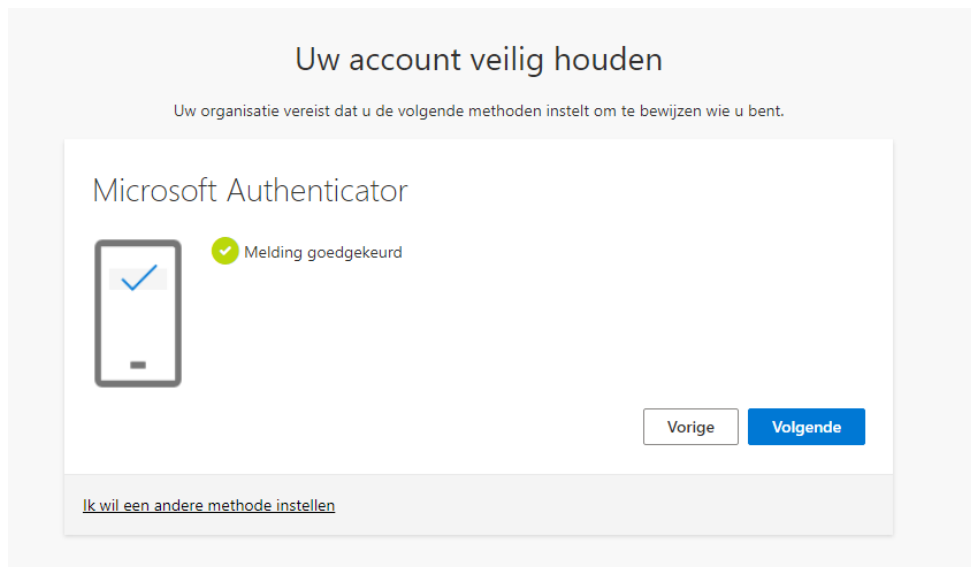 Uw account veilig houden
Uw organisatie vereist dat u de volgende methoden instelt om te bewijzen wie u bent.
Microsoft Authenticator
Melding goedgekeurd
Vorige
Volgende
Ik wil een andere methode instellen